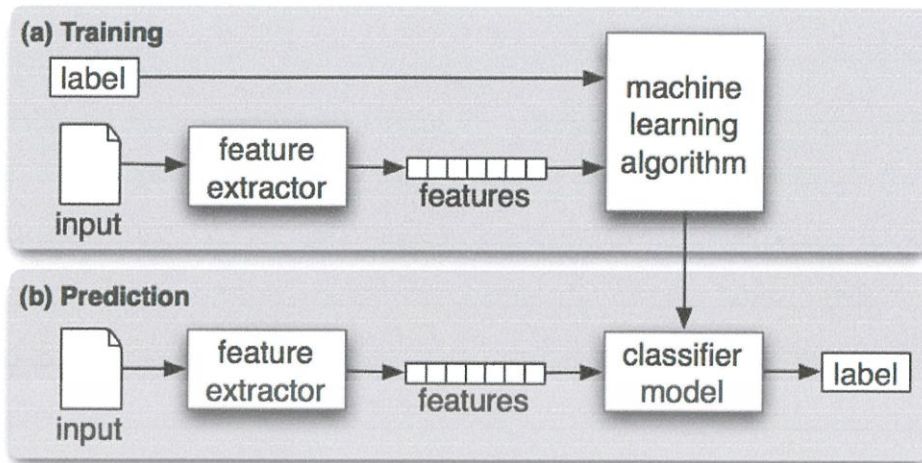 (a) Training
label
machine
learning
algorithm
feature
extractor
features
input
(b) Prediction
feature
extractor
features
input
classifier
model
label